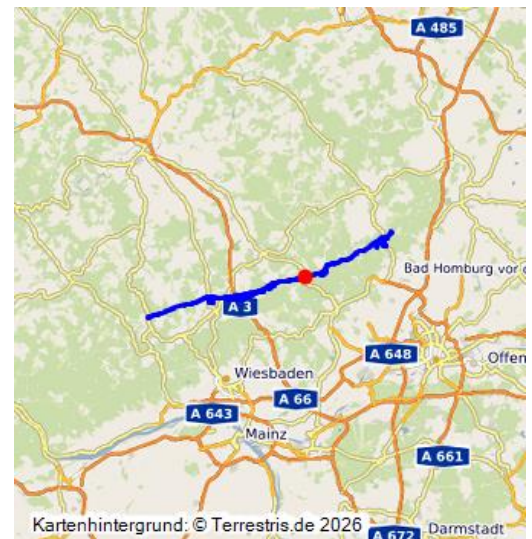 A 485
Bad Homburg vor d
A 3
A 648
Offen
Wiesbaden
A 66
A 643
Mainz
A 661
Kartenhintergrund: © Terrestris.de 2026
A 672
Darmstadt